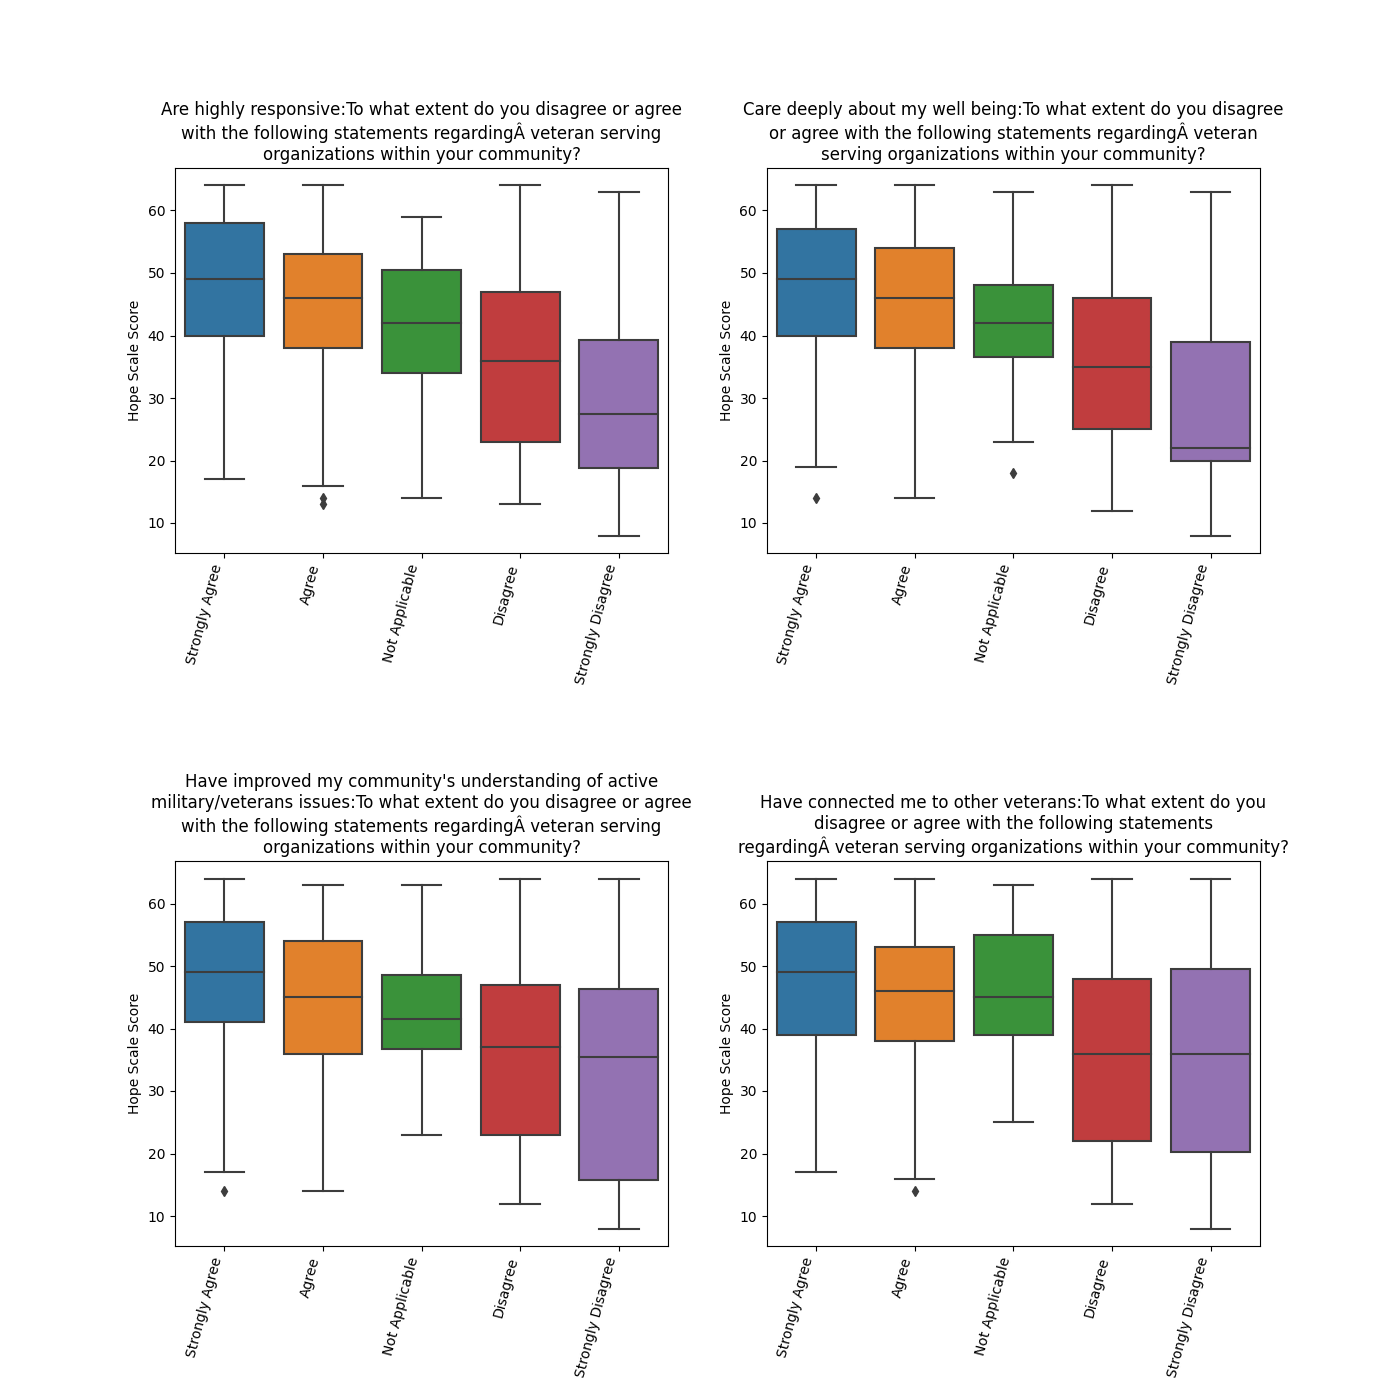 Are highly responsive:To what extent do you disagree or agree
with the following statements regardingÂ veteran serving
organizations within your community?
Hope Scale Score
60
50
40
30
20
10
Strongly Agree
Agree
Not Applicable
Disagree
Strongly Disagree
Care deeply about my well being:To what extent do you disagree
or agree with the following statements regardingÂ veteran
serving organizations within your community?
Hope Scale Score
60
50
40
30
20
10
Strongly Agree
Agree
Not Applicable
Disagree
Strongly Disagree
Have improved my community's understanding of active
military/veterans issues:To what extent do you disagree or agree
with the following statements regardingÂ veteran serving
organizations within your community?
Hope Scale Score
60
50
40
30
20
10
Strongly Agree
Agree
Not Applicable
Disagree
Strongly Disagree
Have connected me to other veterans:To what extent do you
disagree or agree with the following statements
regardingÂ veteran serving organizations within your community?
Hope Scale Score
60
50
40
30
20
10
Strongly Agree
Agree
Not Applicable
Disagree
Strongly Disagree